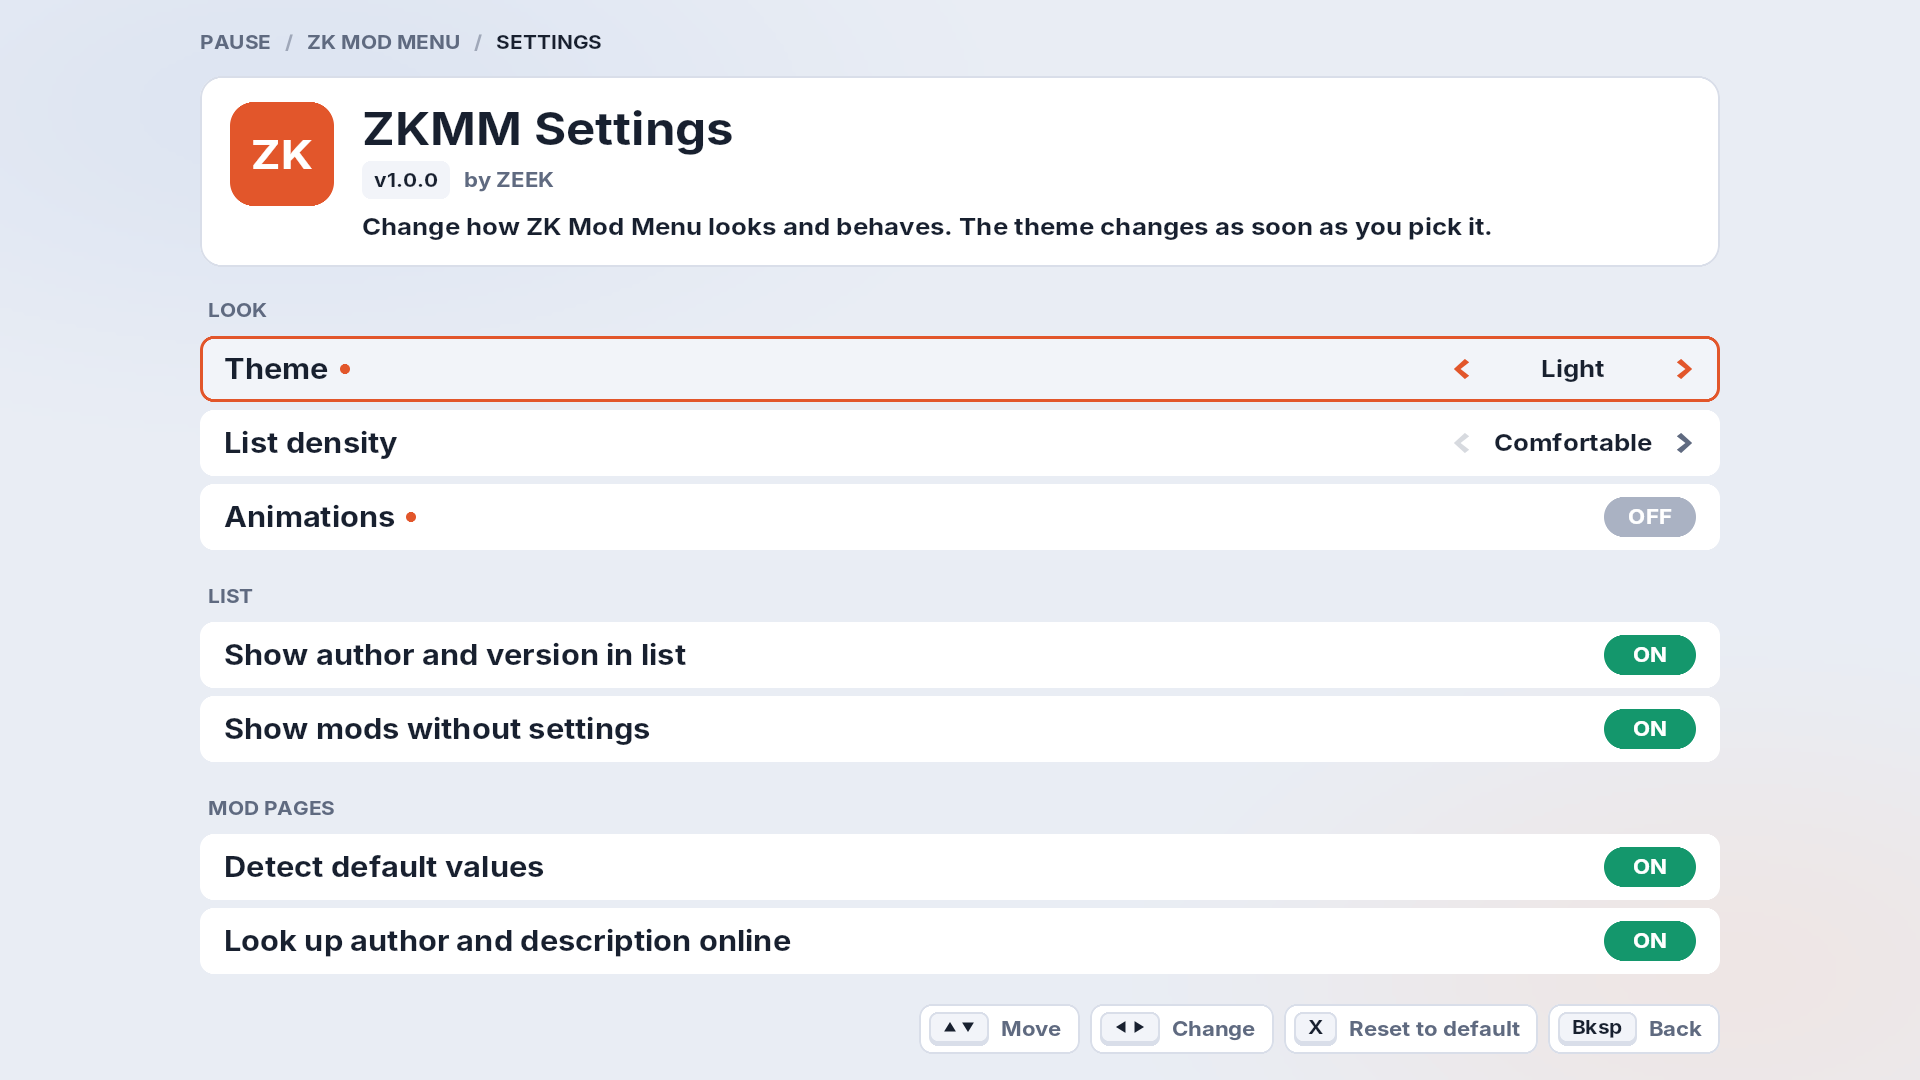 PAUSE / ZK MOD MENU / SETTINGS
ZK
ZKMM Settings
v1.0.0 by ZEEK
Change how ZK Mod Menu looks and behaves. The theme changes as soon as you pick it.
LOOK
Theme Light
List density Comfortable
Animations OFF
LIST
Show author and version in list ON
Show mods without settings ON
MOD PAGES
Detect default values ON
Look up author and description online ON
Move Change X Reset to default Bksp Back